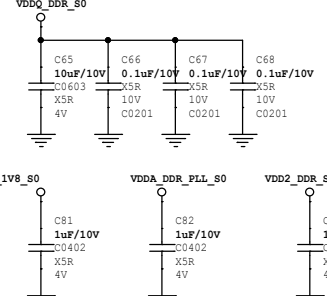 VDDQ_DDR_S0
C65 C66 C67 C68
10uF/10V 0.1uF/10V 0.1uF/10V 0.1uF/10V
C0603 X5R X5R X5R
X5R 10V 10V 10V
4V C0201 C0201 C0201
1V8_S0 VDDA_DDR_PLL_S0 VDD2_DDR_S
C81 C82
1uF/10V 1uF/10V
C0402 C0402
X5R X5R
4V 4V